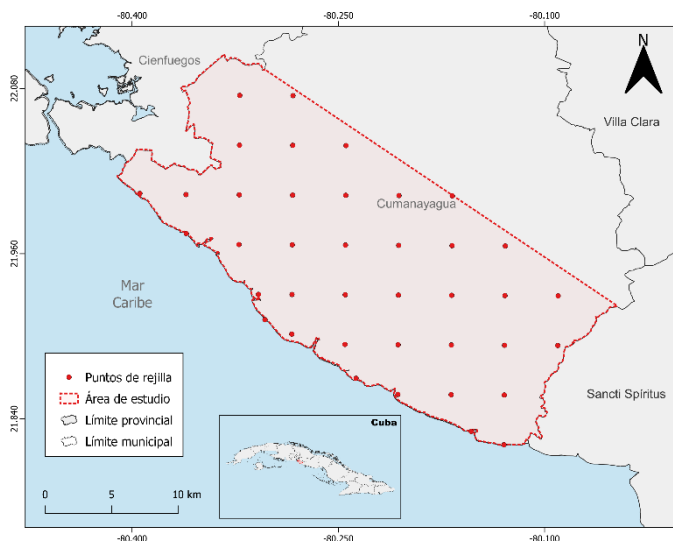 -80.400
-80.250
-80.100
N
Cienfuegos
22.080
Villa Clara
Cumanayagua
21.960
Mar
Caribe
Puntos de rejilla
Área de estudio
Límite provincial
Límite municipal
Sancti Spíritus
21.840
Cuba
0
5
10 km
-80.400
-80.250
-80.100